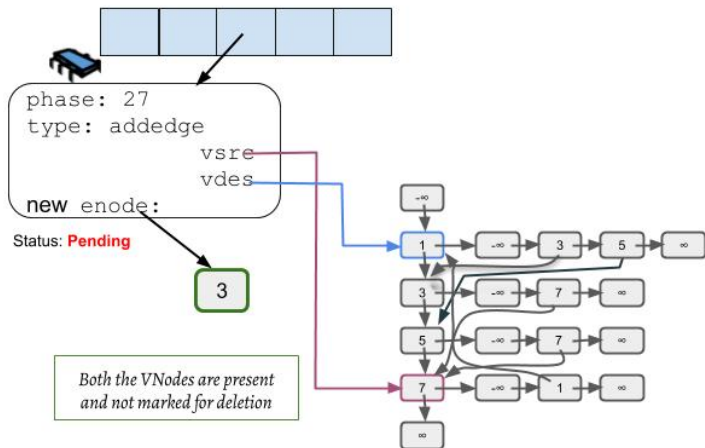 phase: 27
type: addedge
vsrc
vdes
new enode:
Status: Pending
3
Both the VNodes are present
and not marked for deletion
-∞
1 -∞ 3 5 ∞
3 -∞ 7 ∞
5 -∞ 7 ∞
7 -∞ 1 ∞
∞